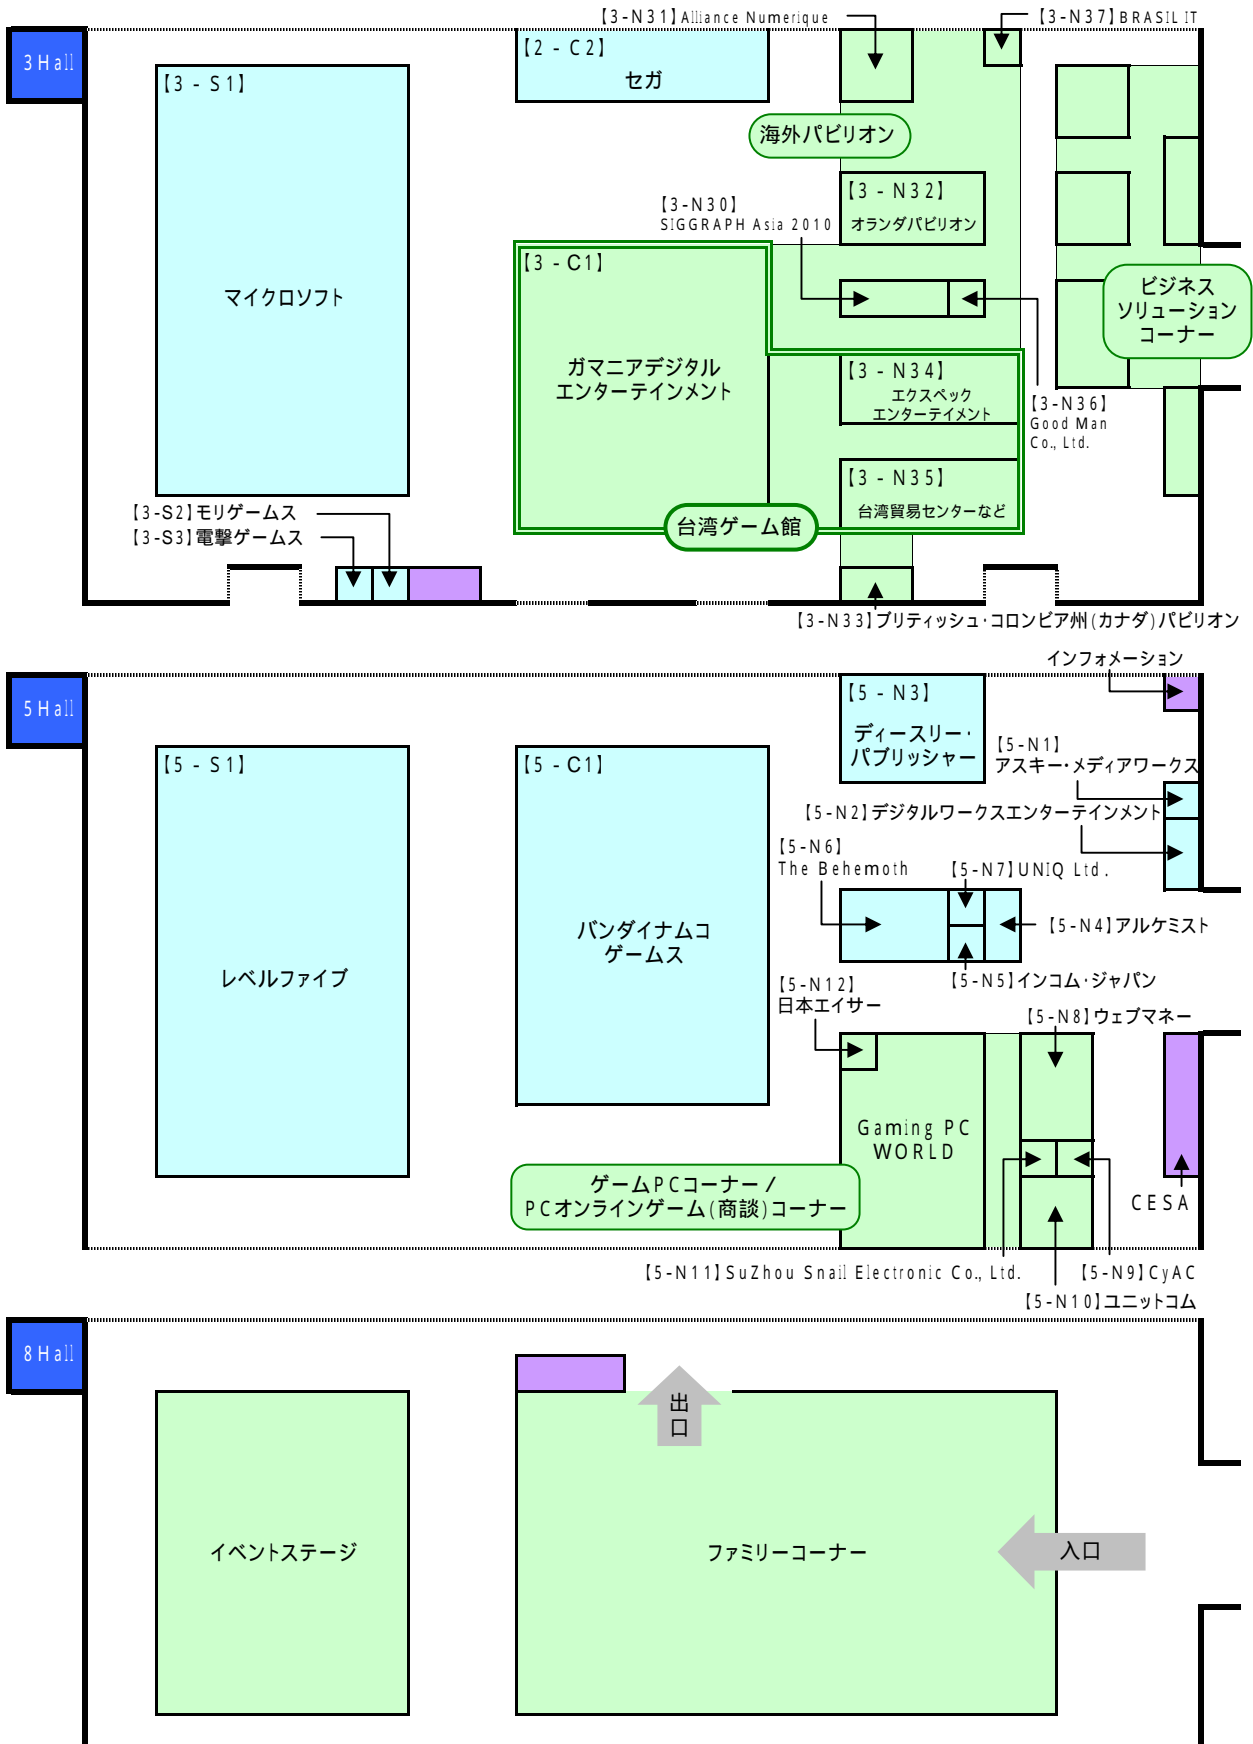 【3-N31】Alliance Numerique
【3-N37】BRASIL IT
3Hall
【3-S1】
マイクロソフト
【2-C2】
セガ
海外パビリオン
【3-N32】
オランダパビリオン
【3-N30】
SIGGRAPH Asia 2010
【3-C1】
ガマニアデジタル
エンターテインメント
ビジネス
ソリューション
コーナー
【3-N34】
エクスペック
エンターテイメント
【3-N36】
Good Man
Co., Ltd.
【3-N35】
台湾貿易センターなど
台湾ゲーム館
【3-S2】モリゲームス
【3-S3】電撃ゲームス
【3-N33】ブリティッシュ・コロンビア州(カナダ)パビリオン
インフォメーション
5Hall
【5-S1】
レベルファイブ
【5-C1】
バンダイナムコ
ゲームス
【5-N3】
ディースリー・
パブリッシャー
【5-N1】
アスキー・メディアワークス
【5-N2】デジタルワークスエンターテインメント
【5-N6】
The Behemoth
【5-N7】UNIQ Ltd.
【5-N4】アルケミスト
【5-N5】インコム・ジャパン
【5-N12】
日本エイサー
【5-N8】ウェブマネー
Gaming PC
WORLD
ゲームPCコーナー/
PCオンラインゲーム(商談)コーナー
CESA
【5-N11】SuZhou Snail Electronic Co., Ltd.
【5-N9】CyAC
【5-N10】ユニットコム
8Hall
出
口
イベントステージ
ファミリーコーナー
入口